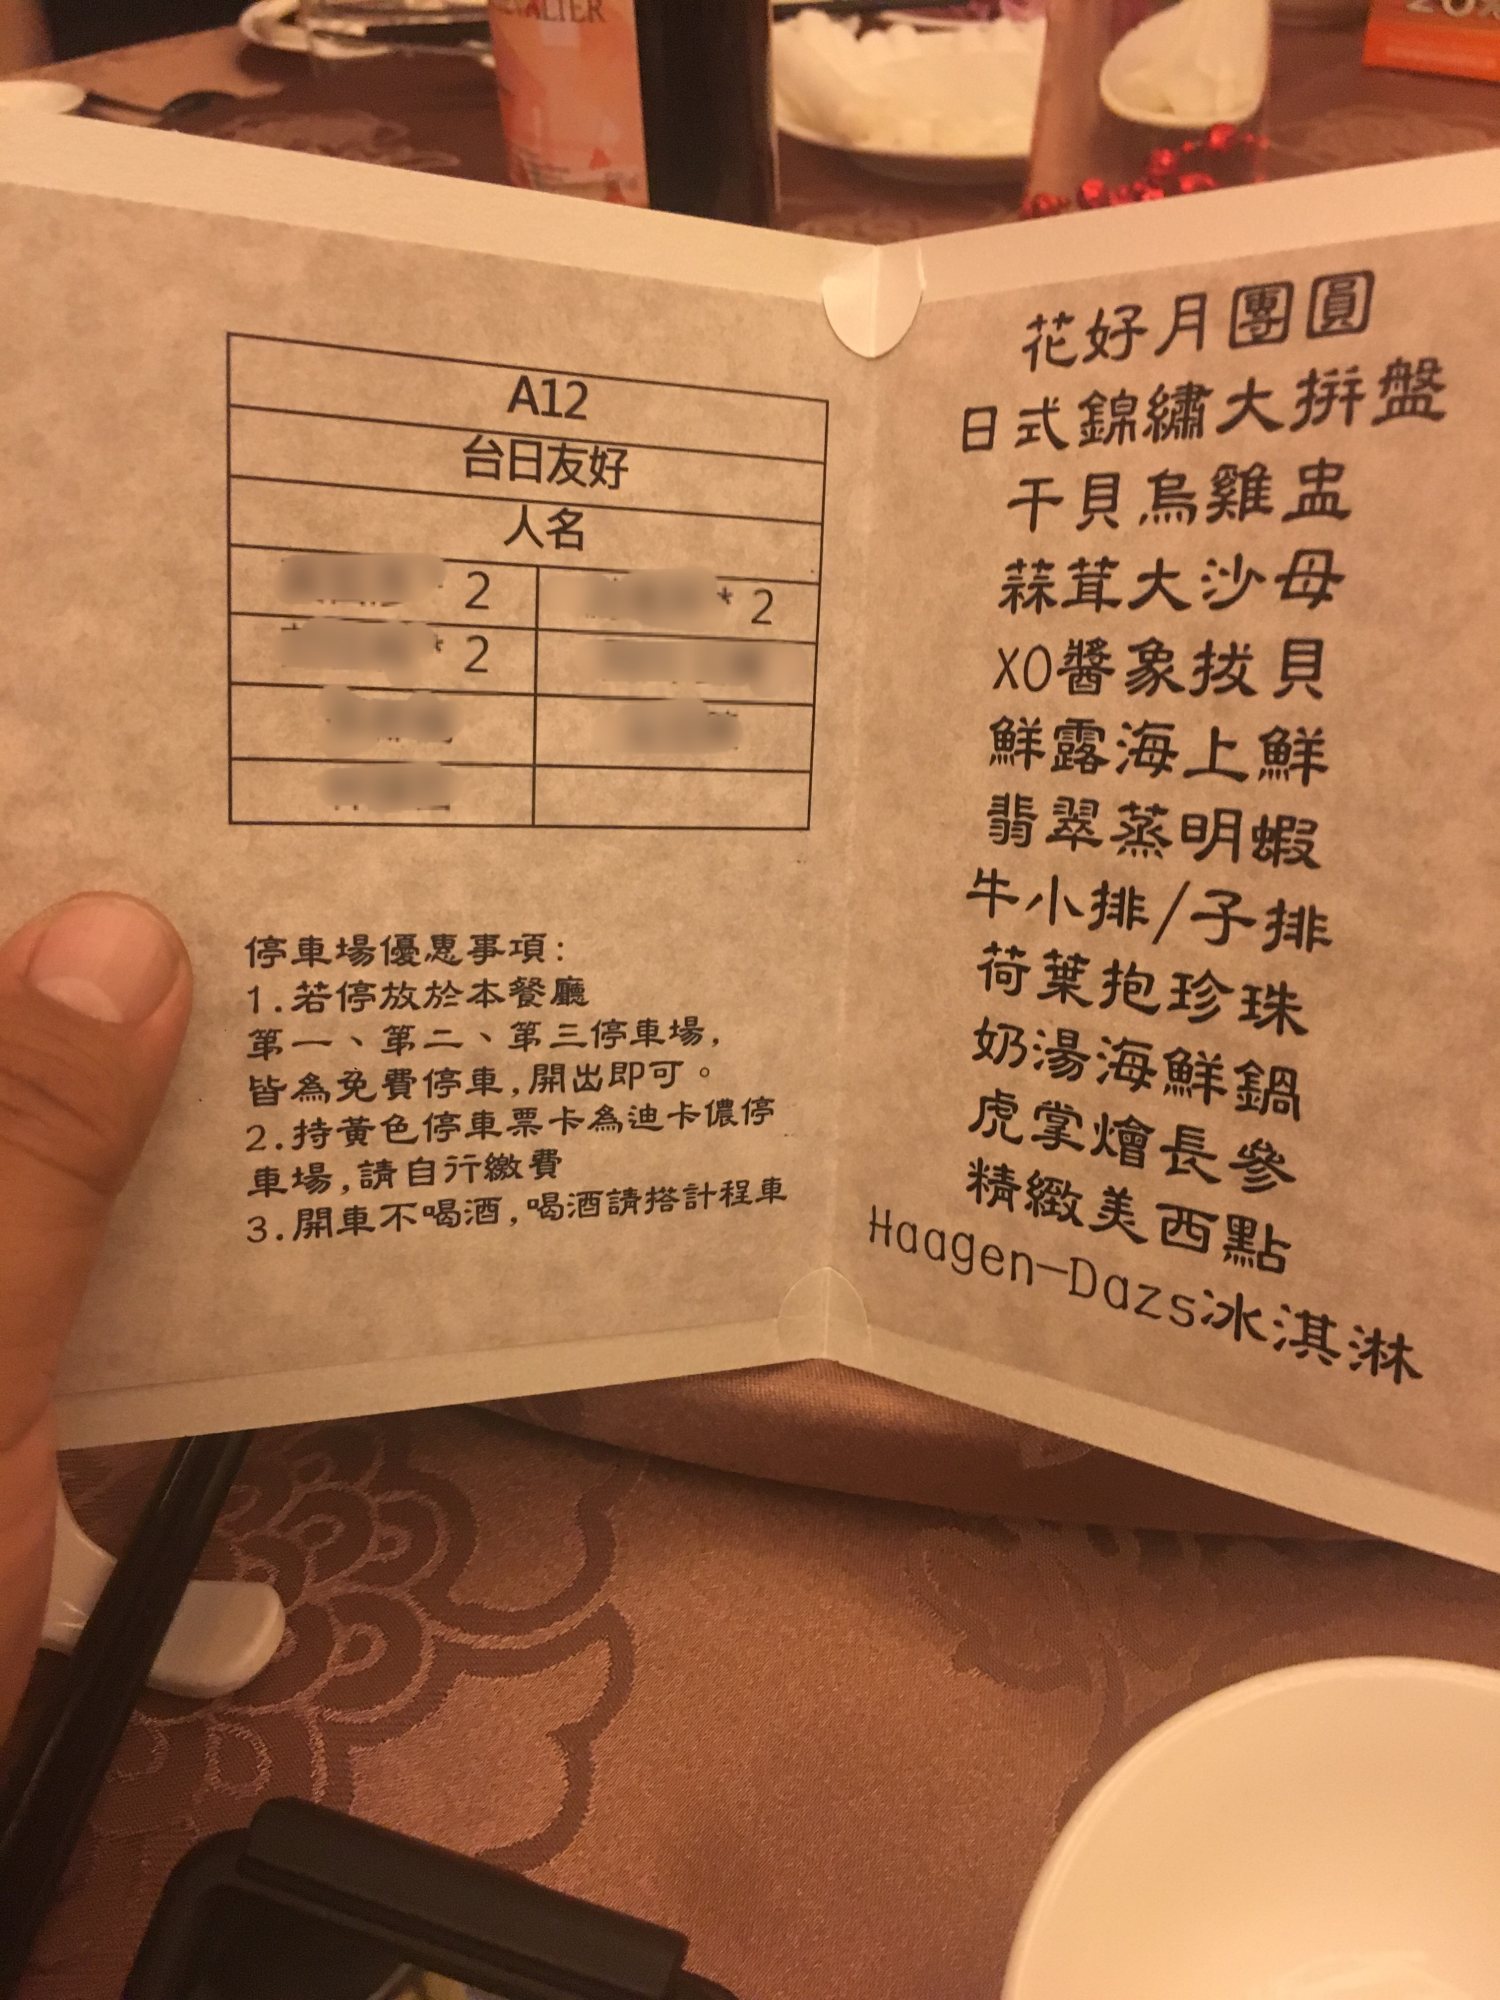 A12
台日友好
人名
2
* 2
* 2
停車場優惠事項:
1.若停放於本餐廳
第一、第二、第三停車場,
皆為免費停車,開出即可。
2.持黃色停車票卡為迪卡儂停
車場,請自行繳費
3.開車不喝酒,喝酒請搭計程車
花好月團圓
日式錦繡大拼盤
干貝烏雞盅
蒜茸大沙母
XO醬象拔貝
鮮露海上鮮
翡翠蒸明蝦
牛小排/子排
荷葉抱珍珠
奶湯海鮮鍋
虎掌燴長參
精緻美西點
Haagen-Dazs冰淇淋